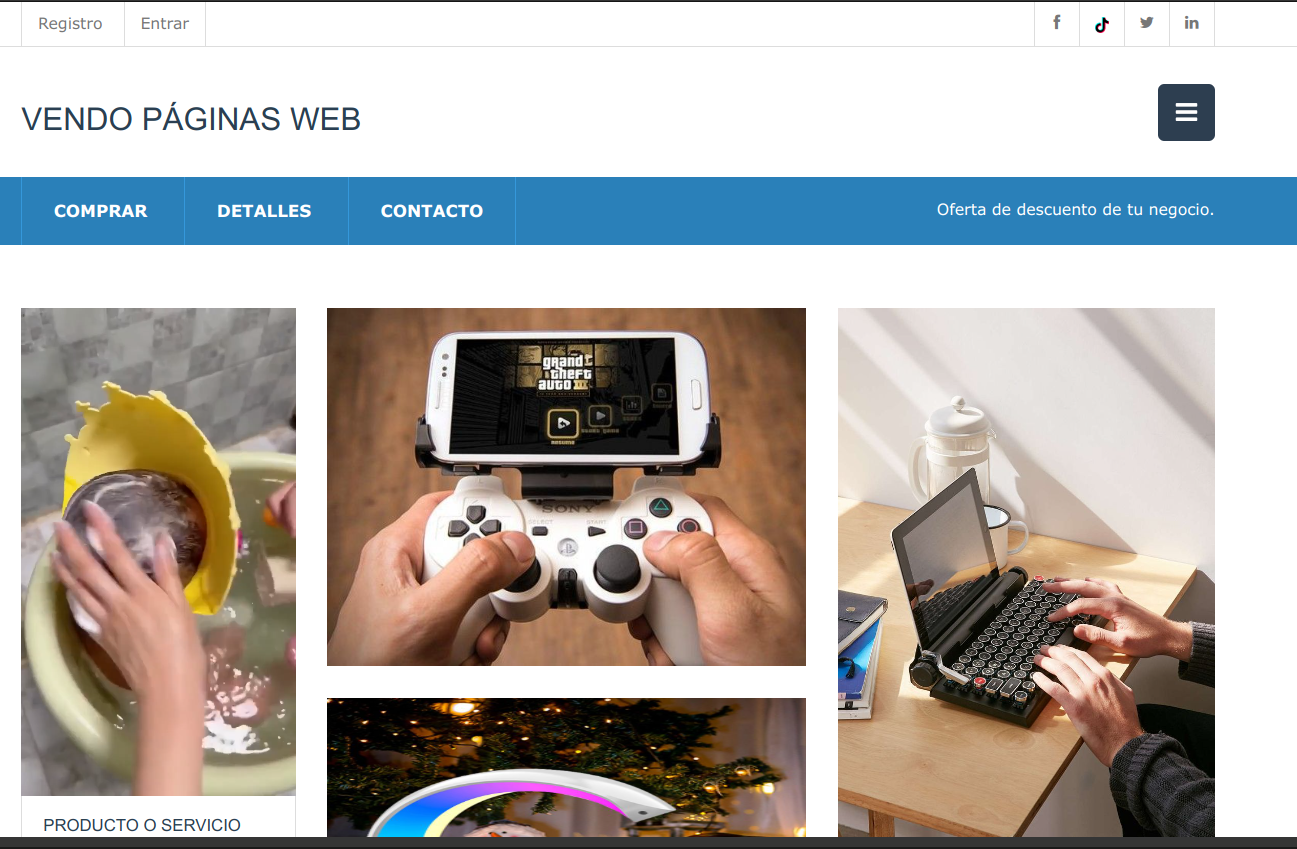 Registro
Entrar
VENDO PÁGINAS WEB
COMPRAR
DETALLES
CONTACTO
Oferta de descuento de tu negocio.
grand
theft
auto III
RESUME
SONY
SELECT
START
PRODUCTO O SERVICIO